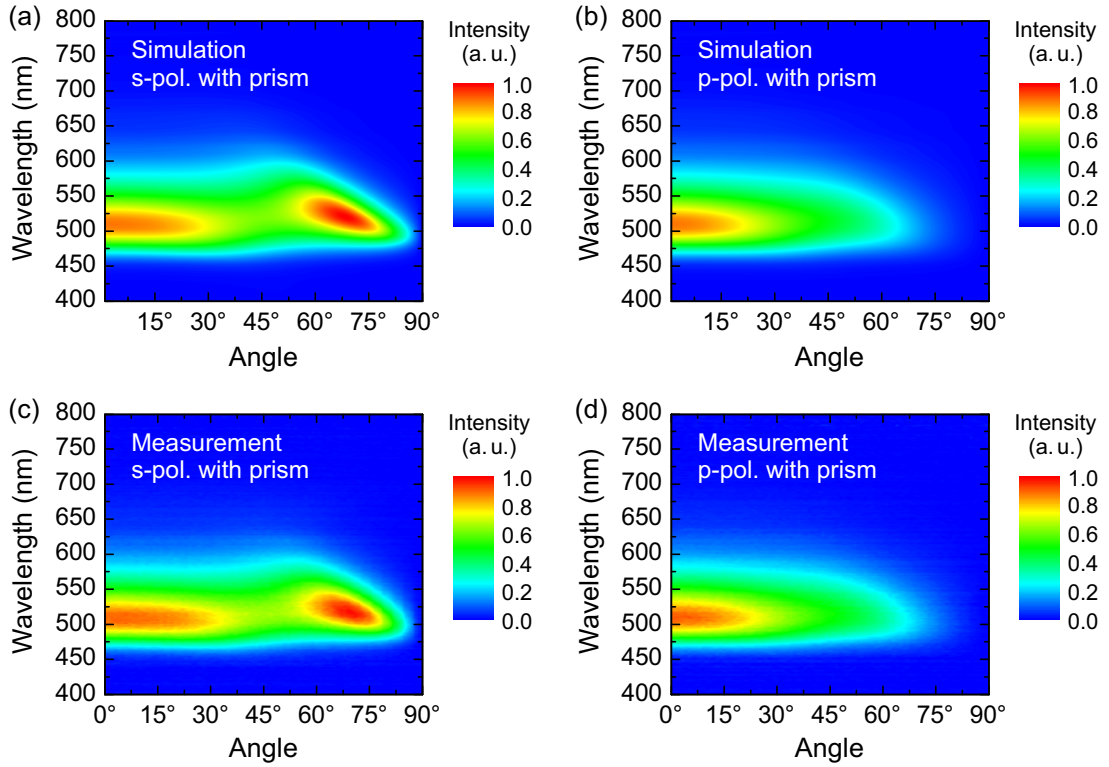 (a)
Simulation
s-pol. with prism
Wavelength (nm)
800
750
700
650
600
550
500
450
400
15° 30° 45° 60° 75° 90°
Angle
Intensity
(a. u.)
1.0
0.8
0.6
0.4
0.2
0.0
(b)
Simulation
p-pol. with prism
Wavelength (nm)
800
750
700
650
600
550
500
450
400
15° 30° 45° 60° 75° 90°
Angle
Intensity
(a. u.)
1.0
0.8
0.6
0.4
0.2
0.0
(c)
Measurement
s-pol. with prism
Wavelength (nm)
800
750
700
650
600
550
500
450
400
0° 15° 30° 45° 60° 75° 90°
Angle
Intensity
(a. u.)
1.0
0.8
0.6
0.4
0.2
0.0
(d)
Measurement
p-pol. with prism
Wavelength (nm)
800
750
700
650
600
550
500
450
400
0° 15° 30° 45° 60° 75° 90°
Angle
Intensity
(a. u.)
1.0
0.8
0.6
0.4
0.2
0.0